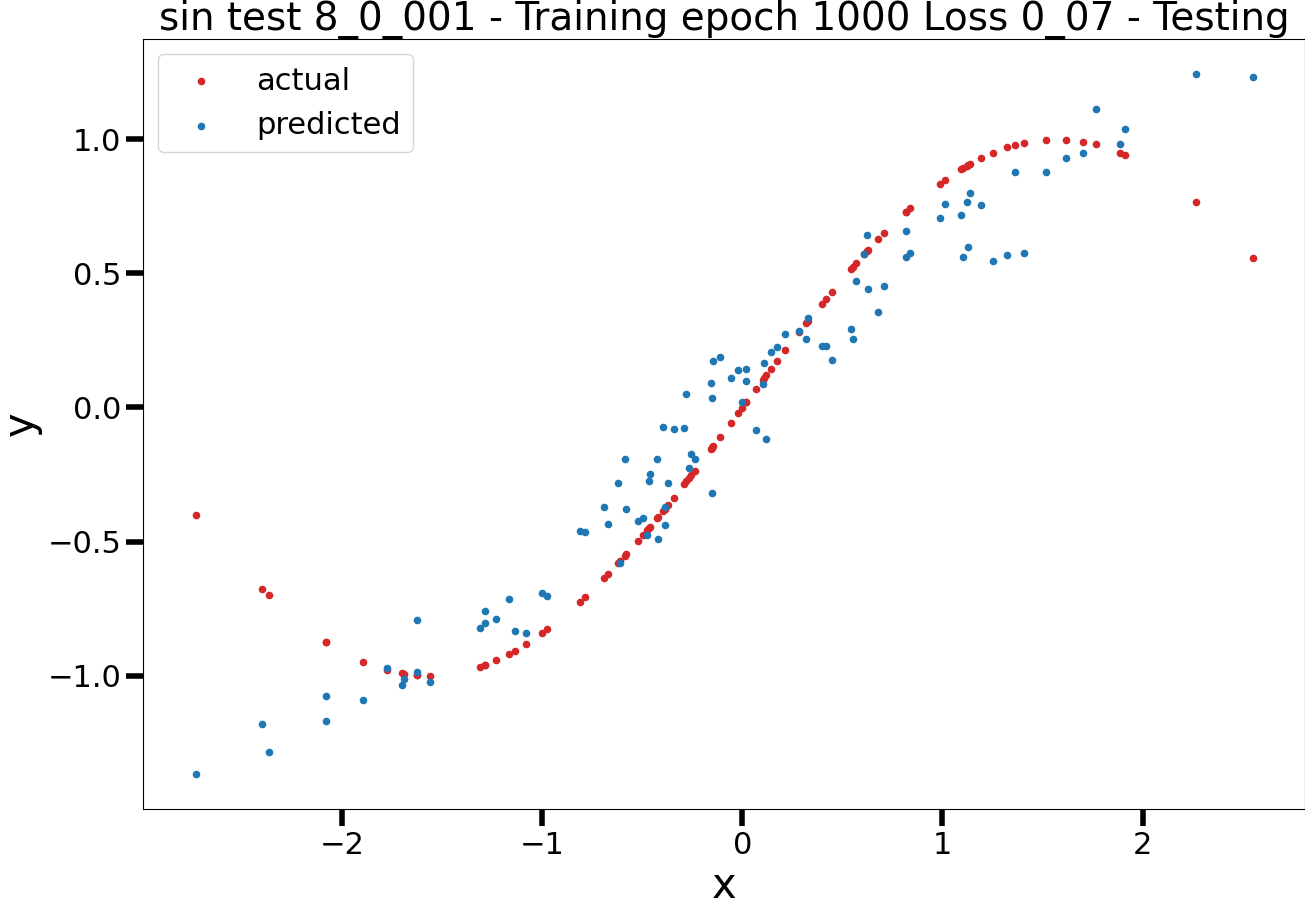 sin test 8_0_001 - Training epoch 1000 Loss 0_07 - Testing
actual
predicted
1.0
0.5
0.0
−0.5
−1.0
y
−2
−1
0
1
2
x